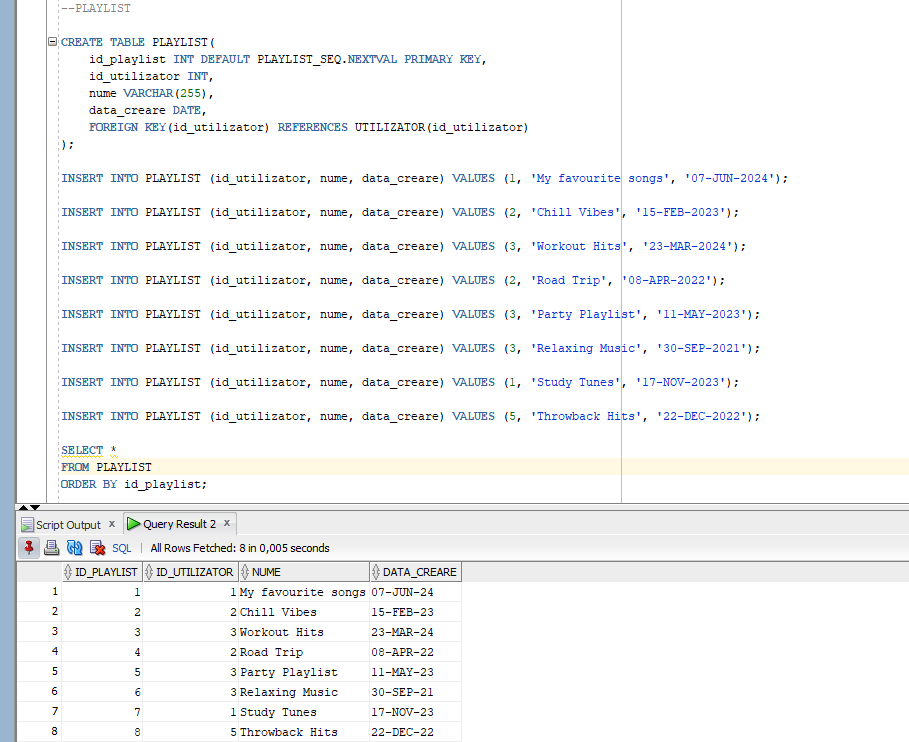 --PLAYLIST
CREATE TABLE PLAYLIST(
id_playlist INT DEFAULT PLAYLIST_SEQ.NEXTVAL PRIMARY KEY,
id_utilizator INT,
nume VARCHAR(255),
data_creare DATE,
FOREIGN KEY(id_utilizator) REFERENCES UTILIZATOR(id_utilizator)
);
INSERT INTO PLAYLIST (id_utilizator, nume, data_creare) VALUES (1, 'My favourite songs', '07-JUN-2024');
INSERT INTO PLAYLIST (id_utilizator, nume, data_creare) VALUES (2, 'Chill Vibes', '15-FEB-2023');
INSERT INTO PLAYLIST (id_utilizator, nume, data_creare) VALUES (3, 'Workout Hits', '23-MAR-2024');
INSERT INTO PLAYLIST (id_utilizator, nume, data_creare) VALUES (2, 'Road Trip', '08-APR-2022');
INSERT INTO PLAYLIST (id_utilizator, nume, data_creare) VALUES (3, 'Party Playlist', '11-MAY-2023');
INSERT INTO PLAYLIST (id_utilizator, nume, data_creare) VALUES (3, 'Relaxing Music', '30-SEP-2021');
INSERT INTO PLAYLIST (id_utilizator, nume, data_creare) VALUES (1, 'Study Tunes', '17-NOV-2023');
INSERT INTO PLAYLIST (id_utilizator, nume, data_creare) VALUES (5, 'Throwback Hits', '22-DEC-2022');
SELECT *
FROM PLAYLIST
ORDER BY id_playlist;
Script Output x Query Result 2 x
SQL | All Rows Fetched: 8 in 0,005 seconds
ID_PLAYLIST ID_UTILIZATOR NUME DATA_CREARE
1 1 1 My favourite songs 07-JUN-24
2 2 2 Chill Vibes 15-FEB-23
3 3 3 Workout Hits 23-MAR-24
4 4 2 Road Trip 08-APR-22
5 5 3 Party Playlist 11-MAY-23
6 6 3 Relaxing Music 30-SEP-21
7 7 1 Study Tunes 17-NOV-23
8 8 5 Throwback Hits 22-DEC-22